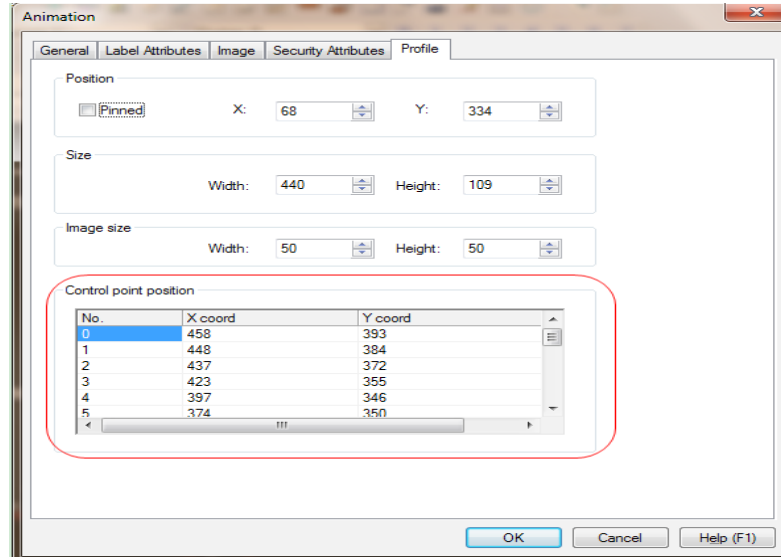 Animation
General Label Attributes Image Security Attributes Profile
Position
Pinned X: 68 Y: 334
Size
Width: 440 Height: 109
Image size
Width: 50 Height: 50
Control point position
No. X coord Y coord
0 458 393
1 448 384
2 437 372
3 423 355
4 397 346
5 374 350
OK Cancel Help (F1)